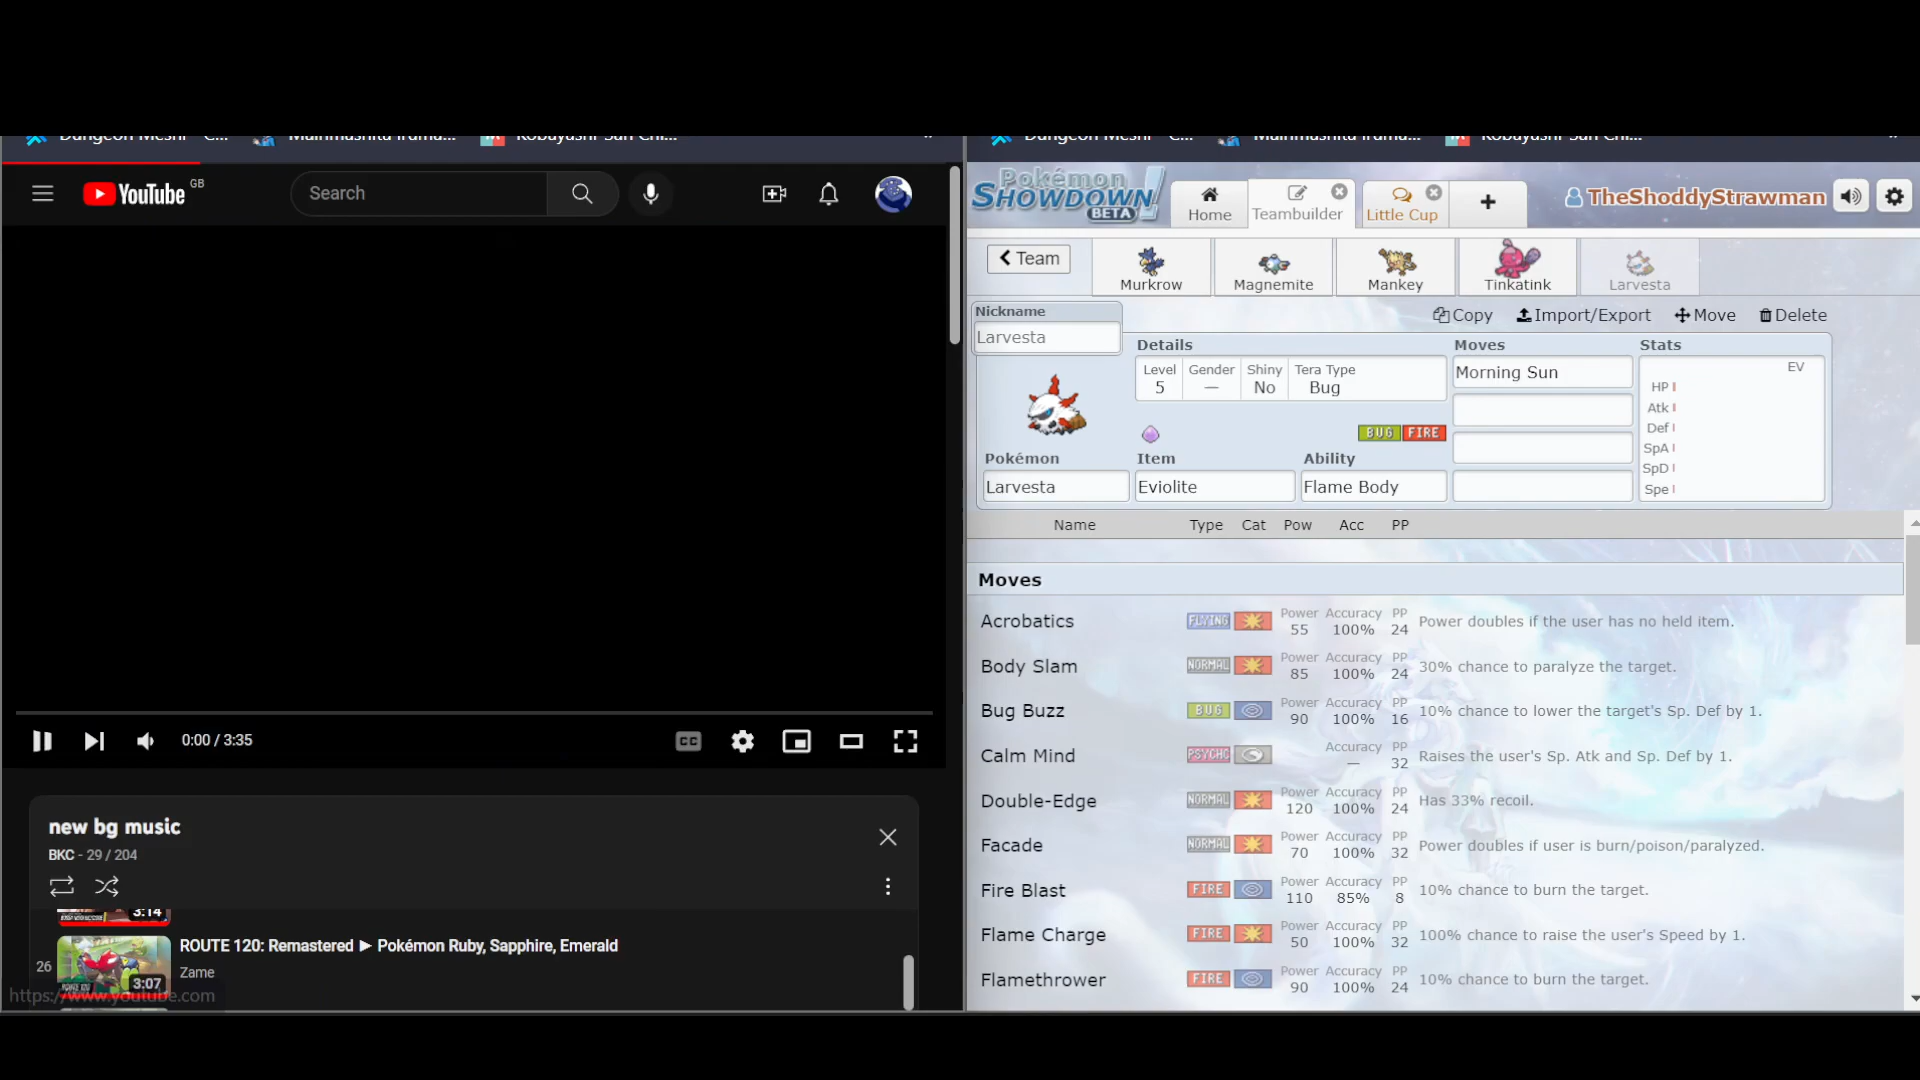 YouTube GB
Search
0:00 / 3:35
CC
new bg music
BKC - 29 / 204
3:14
26
3:07
ROUTE 120: Remastered ► Pokémon Ruby, Sapphire, Emerald
Zame
https://www.youtube.com
Pokémon
SHOWDOWN!
BETA
Home
Teambuilder
Little Cup
TheShoddyStrawman
Team
Murkrow
Magnemite
Mankey
Tinkatink
Larvesta
Nickname
Larvesta
Copy Import/Export Move Delete
Details
Level Gender Shiny Tera Type
5 — No Bug
BUG FIRE
Pokémon Item Ability
Larvesta Eviolite Flame Body
Moves
Morning Sun
Stats
EV
HP
Atk
Def
SpA
SpD
Spe
Name Type Cat Pow Acc PP
Moves
Acrobatics FLYING Power 55 Accuracy 100% PP 24 Power doubles if the user has no held item.
Body Slam NORMAL Power 85 Accuracy 100% PP 24 30% chance to paralyze the target.
Bug Buzz BUG Power 90 Accuracy 100% PP 16 10% chance to lower the target's Sp. Def by 1.
Calm Mind PSYCHC Accuracy — PP 32 Raises the user's Sp. Atk and Sp. Def by 1.
Double-Edge NORMAL Power 120 Accuracy 100% PP 24 Has 33% recoil.
Facade NORMAL Power 70 Accuracy 100% PP 32 Power doubles if user is burn/poison/paralyzed.
Fire Blast FIRE Power 110 Accuracy 85% PP 8 10% chance to burn the target.
Flame Charge FIRE Power 50 Accuracy 100% PP 32 100% chance to raise the user's Speed by 1.
Flamethrower FIRE Power 90 Accuracy 100% PP 24 10% chance to burn the target.